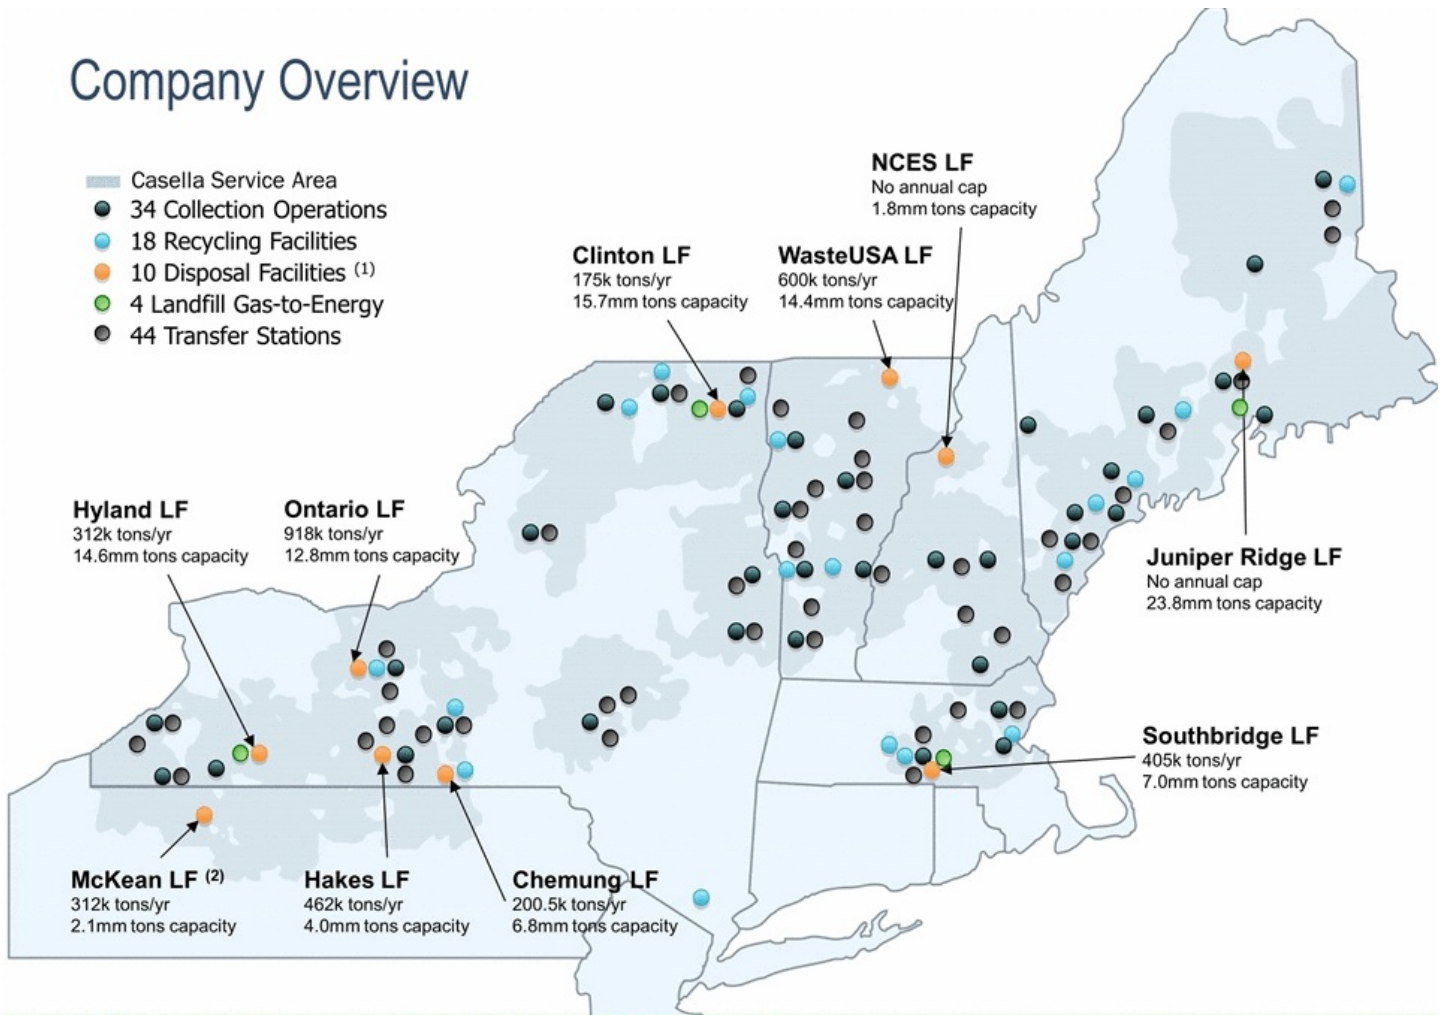 Company Overview
Casella Service Area
34 Collection Operations
18 Recycling Facilities
10 Disposal Facilities (1)
4 Landfill Gas-to-Energy
44 Transfer Stations
NCES LF
No annual cap
1.8mm tons capacity
Clinton LF
175k tons/yr
15.7mm tons capacity
WasteUSA LF
600k tons/yr
14.4mm tons capacity
Hyland LF
312k tons/yr
14.6mm tons capacity
Ontario LF
918k tons/yr
12.8mm tons capacity
Juniper Ridge LF
No annual cap
23.8mm tons capacity
Southbridge LF
405k tons/yr
7.0mm tons capacity
McKean LF (2)
312k tons/yr
2.1mm tons capacity
Hakes LF
462k tons/yr
4.0mm tons capacity
Chemung LF
200.5k tons/yr
6.8mm tons capacity